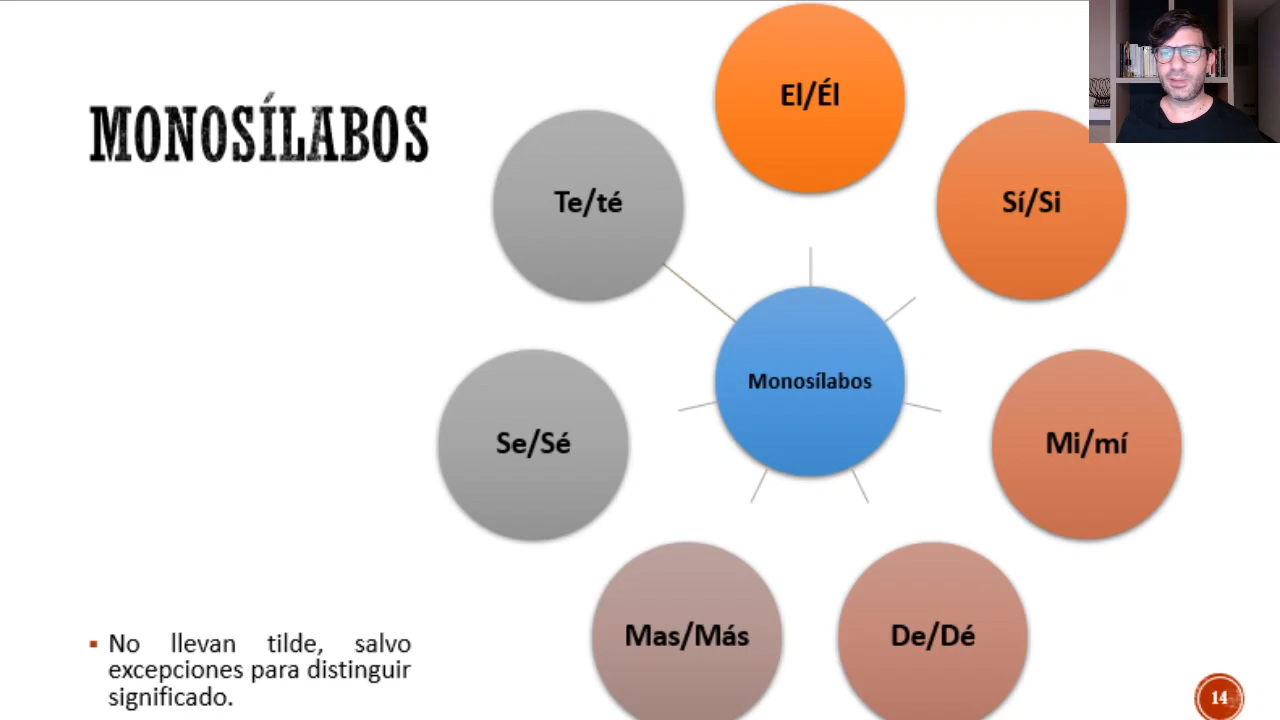 MONOSÍLABOS
El/Él
Sí/Si
Mi/mí
De/Dé
Mas/Más
Se/Sé
Te/té
Monosílabos
No llevan tilde, salvo
excepciones para distinguir
significado.
14